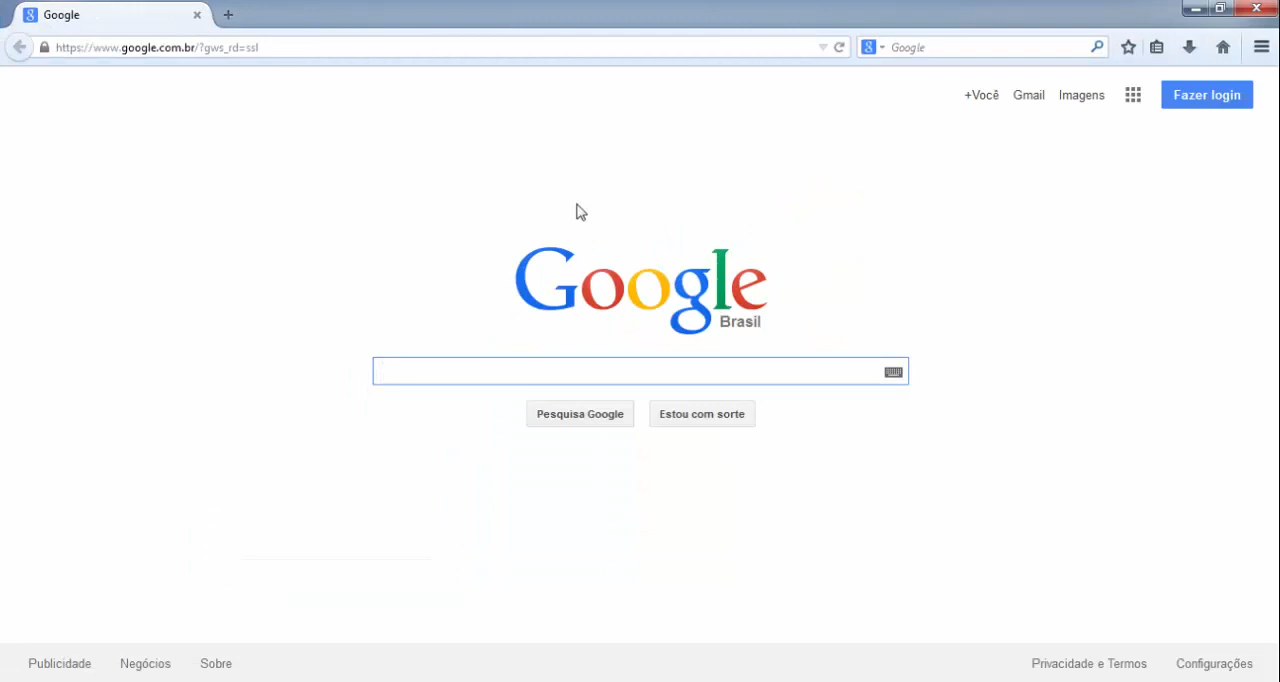 Google
https://www.google.com.br/?gws_rd=ssl
Google
+Você Gmail Imagens Fazer login
Google
Brasil
Pesquisa Google Estou com sorte
Publicidade Negócios Sobre Privacidade e Termos Configurações